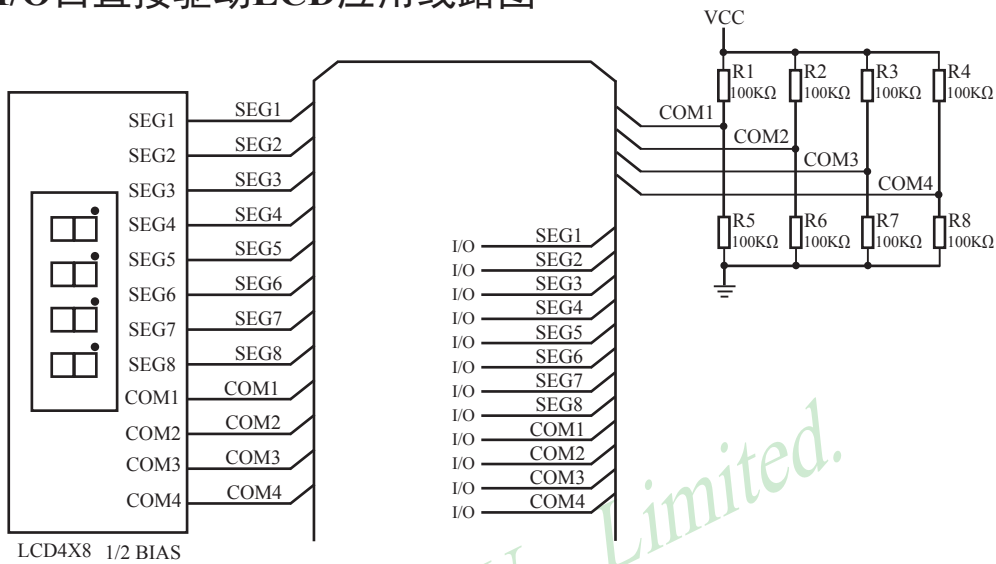 I/O口直接驱动LCD应用线路图
VCC
R1
100KΩ
R2
100KΩ
R3
100KΩ
R4
100KΩ
COM1
COM2
COM3
COM4
R5
100KΩ
R6
100KΩ
R7
100KΩ
R8
100KΩ
SEG1 SEG1
SEG2 SEG2
SEG3 SEG3
SEG4 SEG4
SEG5 SEG5
SEG6 SEG6
SEG7 SEG7
SEG8 SEG8
COM1 COM1
COM2 COM2
COM3 COM3
COM4 COM4
I/O SEG1
I/O SEG2
I/O SEG3
I/O SEG4
I/O SEG5
I/O SEG6
I/O SEG7
I/O SEG8
I/O COM1
I/O COM2
I/O COM3
I/O COM4
LCD4X8 1/2 BIAS
Limited.